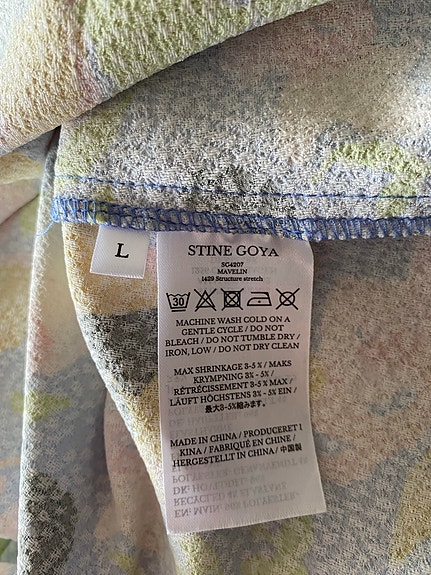 L
STINE GOYA
SG4207
MAVELIN
1429 Structure stretch
30
MACHINE WASH COLD ON A
GENTLE CYCLE / DO NOT
BLEACH / DO NOT TUMBLE DRY /
IRON, LOW / DO NOT DRY CLEAN
MAX SHRINKAGE 3-5 % / MAKS
KRYMPNING 3% - 5% /
RÉTRÉCISSEMENT 3-5 % MAX /
LÄUFT HÖCHSTENS 3% - 5% EIN /
最大3-5%縮みます。
MADE IN CHINA / PRODUCERET I
KINA / FABRIQUÉ EN CHINE /
HERGESTELLT IN CHINA / 中国製